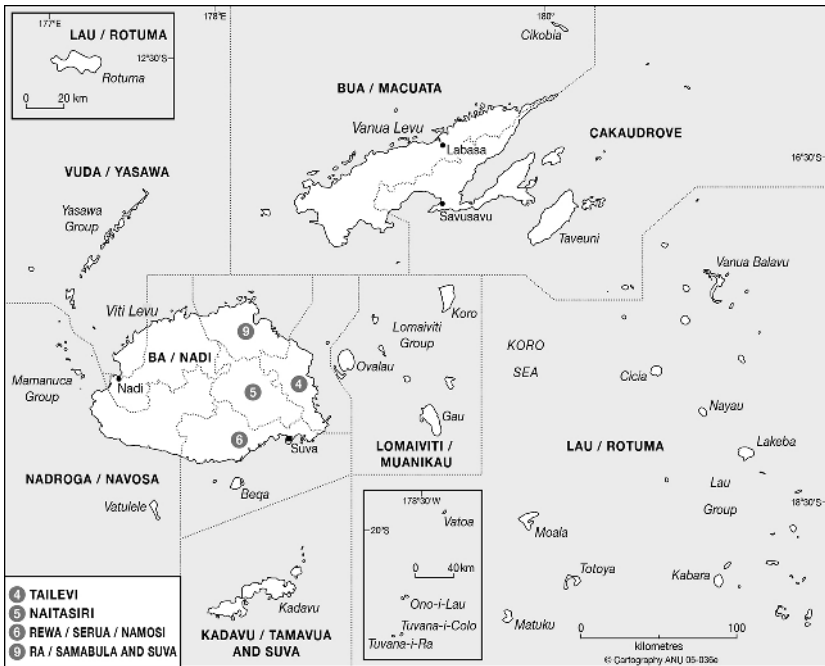 177°E
178°E
180°
LAU / ROTUMA
12°30'S
Rotuma
0 20 km
Cikobia
BUA / MACUATA
Vanua Levu
Labasa
CAKAUDROVE
16°30'S
VUDA / YASAWA
Yasawa
Group
Savusavu
Taveuni
Vanua Balavu
Viti Levu
Koro
Lomaiviti
Group
KORO
SEA
9
BA / NADI
Ovalau
Mamanuca
Group
Nadi
5
4
Cicia
6
Suva
Gau
Nayau
LOMAIVITI /
MUANIKAU
LAU / ROTUMA
Lakeba
NADROGA / NAVOSA
Beqa
Vatulele
Lau
Group
18°30'S
178°30'W
20°S
Vatoa
0 40km
Ono-i-Lau
Tuvana-i-Colo
Tuvana-i-Ra
Moala
Totoya
Kabara
Matuku
Kadavu
KADAVU / TAMAVUA
AND SUVA
4 TAILEVI
5 NAITASIRI
6 REWA / SERUA / NAMOSI
9 RA / SAMABULA AND SUVA
0 100
kilometres
© Cartography ANU 05-036e